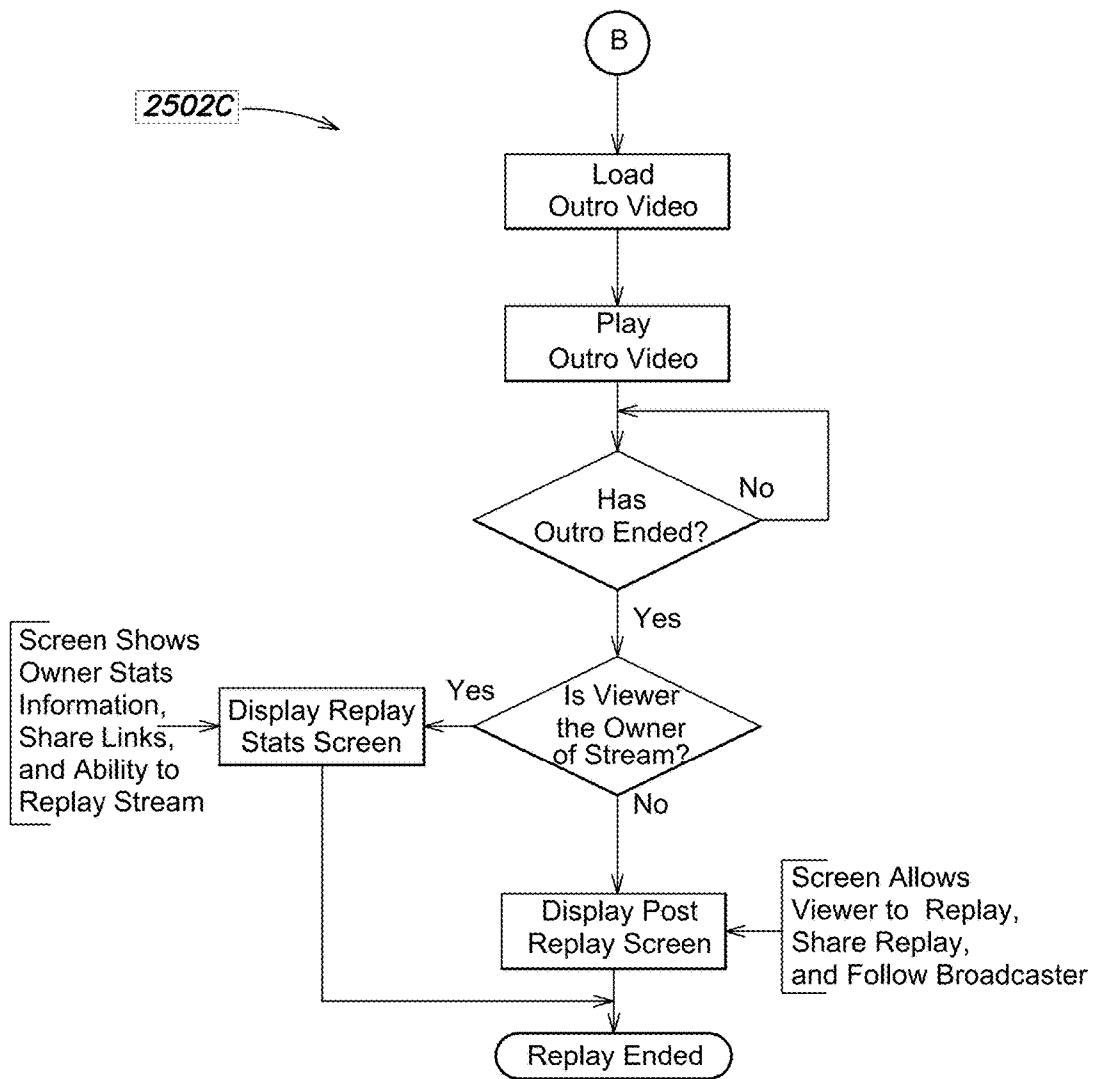 B
2502C
Load
Outro Video
Play
Outro Video
Has
Outro Ended?
No
Yes
Is Viewer
the Owner
of Stream?
Yes
No
Display Replay
Stats Screen
Screen Shows
Owner Stats
Information,
Share Links,
and Ability to
Replay Stream
Display Post
Replay Screen
Screen Allows
Viewer to Replay,
Share Replay,
and Follow Broadcaster
Replay Ended